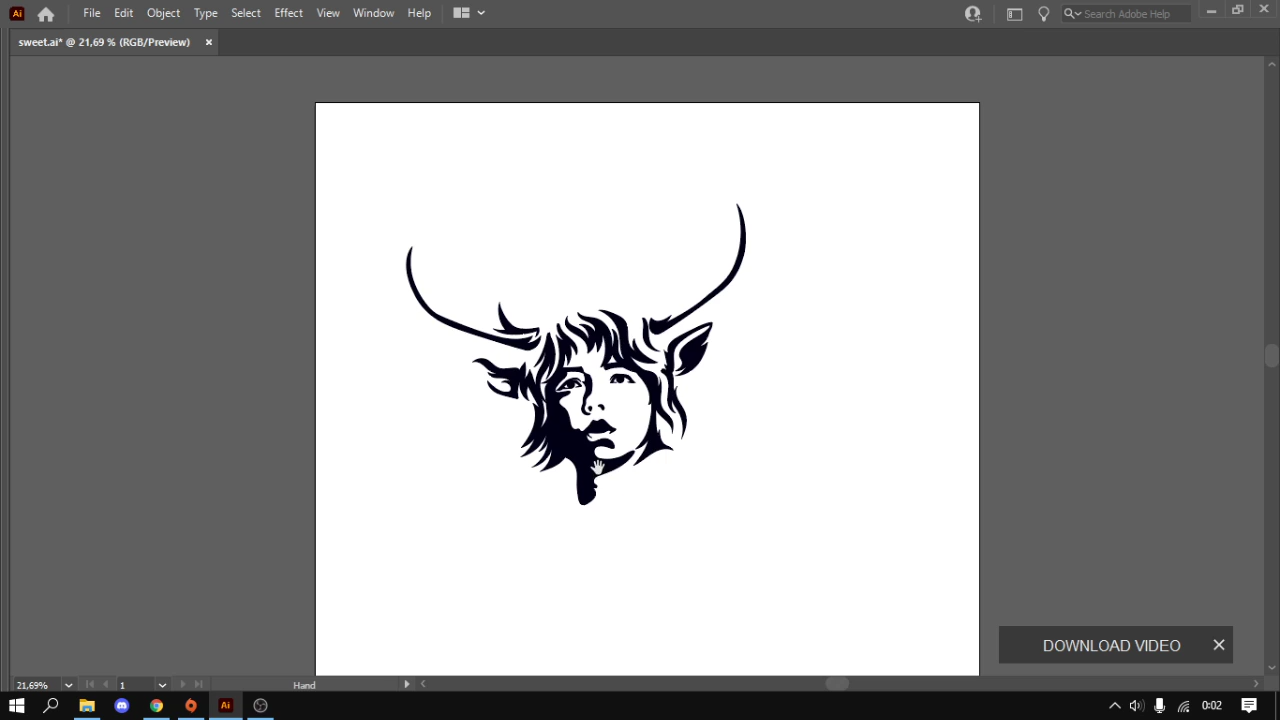 Ai File Edit Object Type Select Effect View Window Help Search Adobe Help
sweet.ai* @ 21,69 % (RGB/Preview)
DOWNLOAD VIDEO
21,69% 1 Hand
Ai 0:02